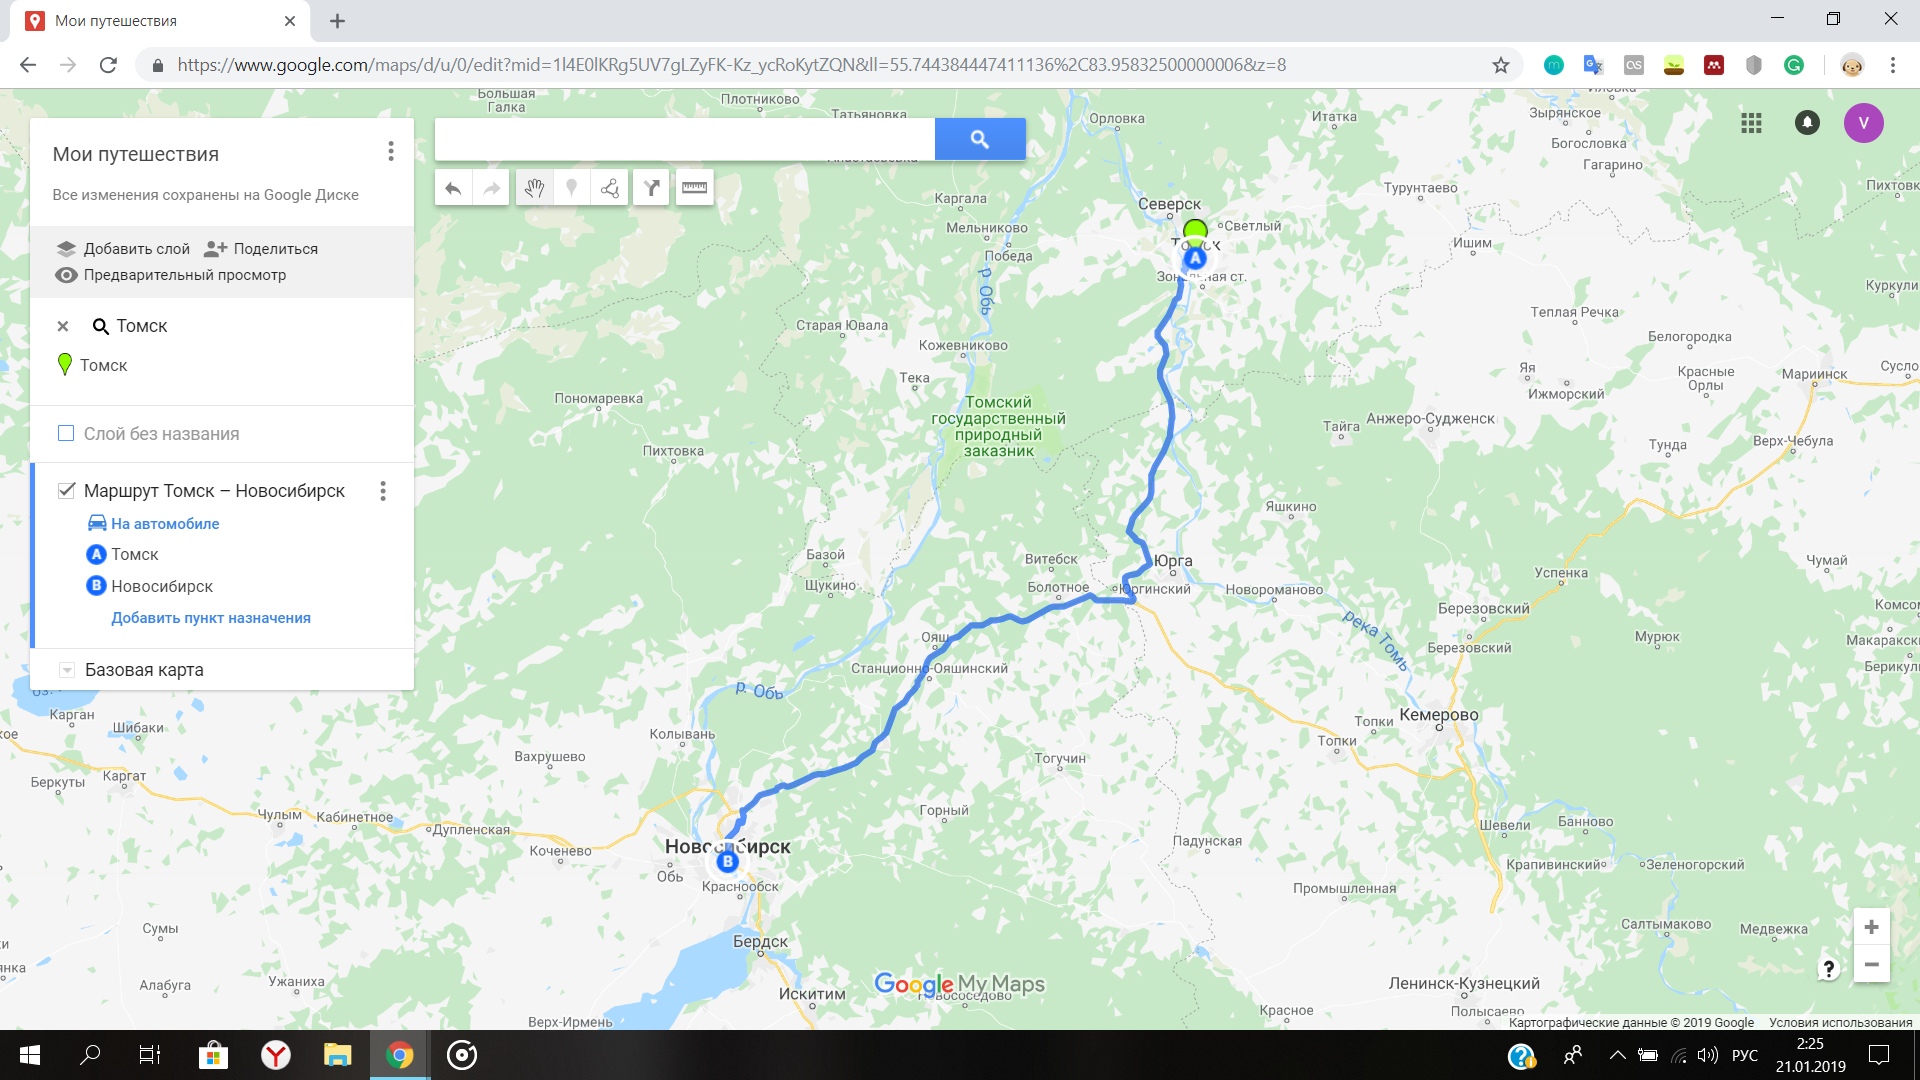 Мои путешествия
https://www.google.com/maps/d/u/0/edit?mid=1l4E0lKRg5UV7gLZyFK-Kz_ycRoKytZQN&ll=55.744384447411136%2C83.95832500000006&z=8
Мои путешествия
Все изменения сохранены на Google Диске
Добавить слой Поделиться
Предварительный просмотр
Томск
Томск
Слой без названия
Маршрут Томск – Новосибирск
На автомобиле
A Томск
B Новосибирск
Добавить пункт назначения
Базовая карта
V
Большая
Галка
Плотниково
Татьяновка
Орловка
Итатка
Зырянское
Богословка
Гагарино
Турунтаево
Каргала
Северск
Мельниково
Светлый
Победа
Томск
A
Ишим
Зональная ст.
р. Обь
Куркули
Старая Ювала
Теплая Речка
Кожевниково
Белогородка
Тека
Яя
Красные
Орлы
Мариинск
Ижморский
Пономаревка
Томский
государственный
природный
заказник
Тайга
Анжеро-Судженск
Пихтовка
Тунда
Верх-Чебула
Яшкино
Базой
Витебск
Юрга
Чумай
Щукино
Болотное
Юргинский
Новороманово
Успенка
Березовский
река Томь
Ояш
Мурюк
Березовский
Станционно-Ояшинский
р. Обь
Карган
Шибаки
Колывань
Топки
Кемерово
Топки
Вахрушево
Тогучин
Беркуты
Каргат
Чулым
Кабинетное
Дупленская
Горный
Шевели
Банново
Новосибирск
B
Коченево
Падунская
Крапивинский
Зеленогорский
Обь
Краснообск
Промышленная
Сумы
Бердск
Салтымаково
Медвежка
Алабуга
Ужаниха
Искитим
Google My Maps
Ленинск-Кузнецкий
Верх-Ирмень
Красное
Полысаево
Картографические данные © 2019 Google Условия использования
РУС
2:25
21.01.2019